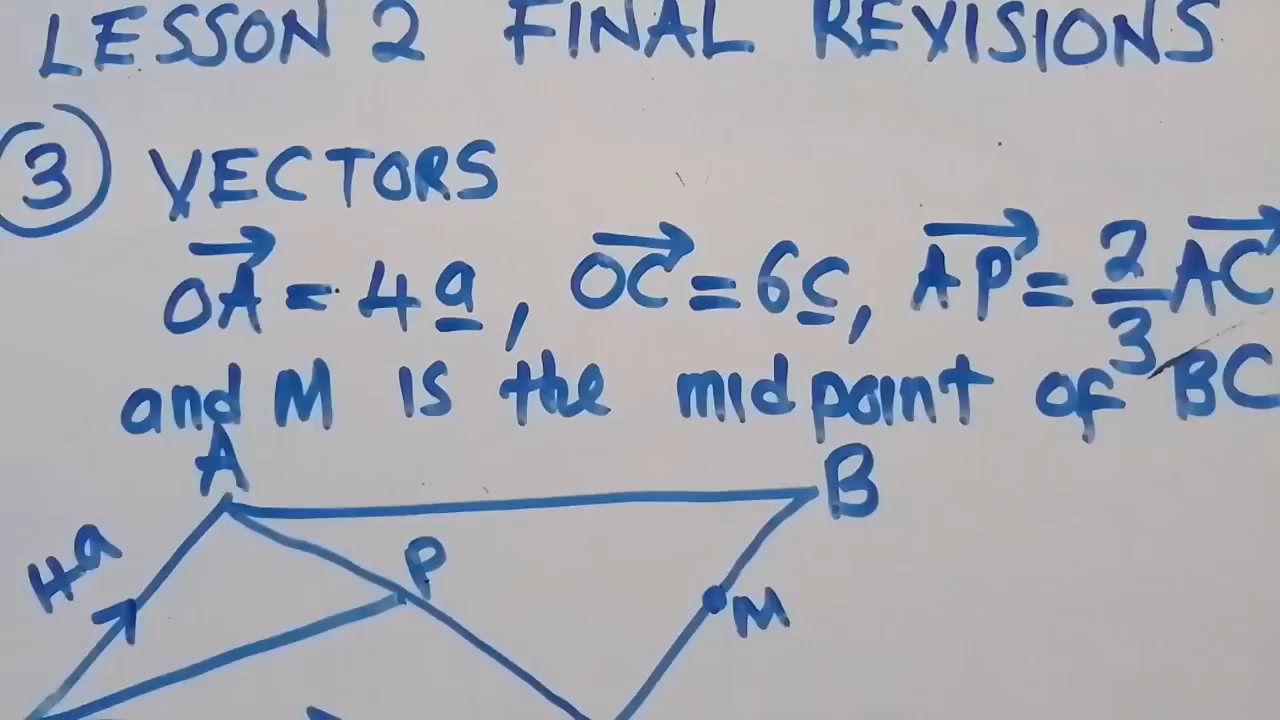 LESSON 2 FINAL REVISIONS
3 VECTORS
OA = 4a, OC = 6c, AP = 2/3 AC
and M is the midpoint of BC
A
B
4a
P
M